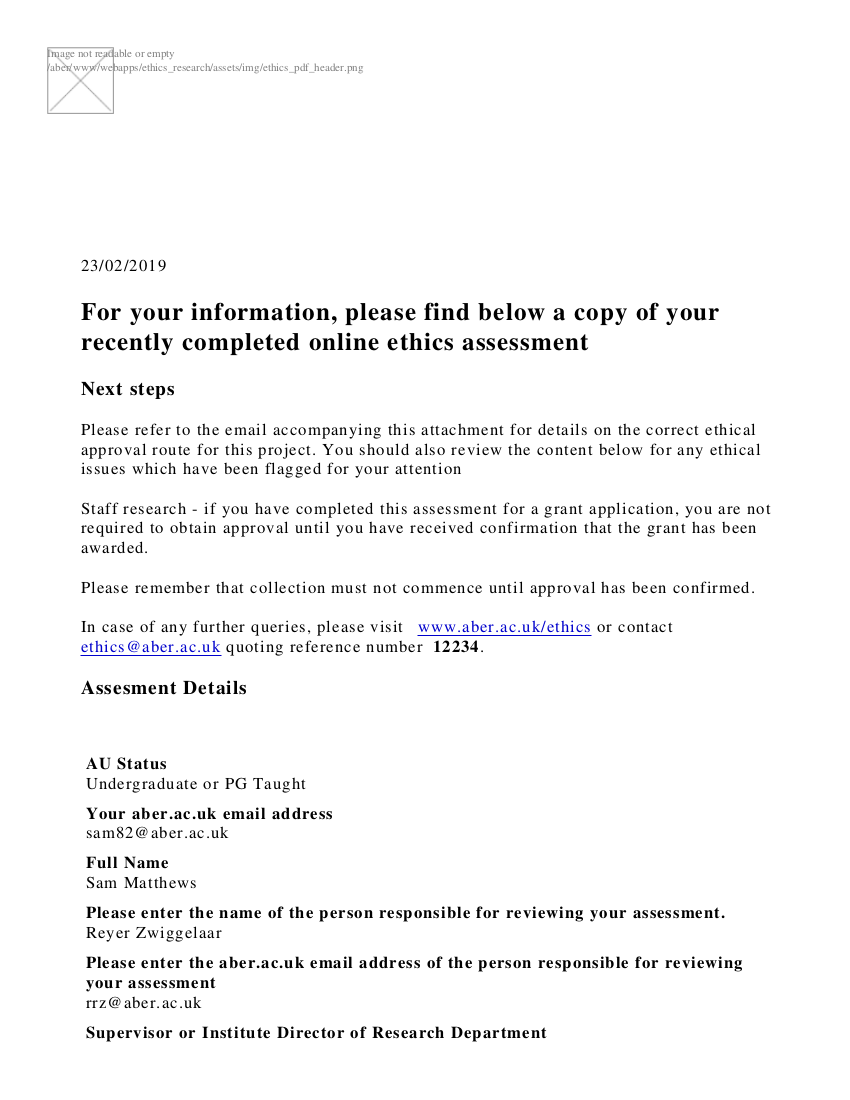 Image not readable or empty
/aber/www/webapps/ethics_research/assets/img/ethics_pdf_header.png
23/02/2019
For your information, please find below a copy of your
recently completed online ethics assessment
Next steps
Please refer to the email accompanying this attachment for details on the correct ethical
approval route for this project. You should also review the content below for any ethical
issues which have been flagged for your attention
Staff research - if you have completed this assessment for a grant application, you are not
required to obtain approval until you have received confirmation that the grant has been
awarded.
Please remember that collection must not commence until approval has been confirmed.
In case of any further queries, please visit www.aber.ac.uk/ethics or contact
ethics@aber.ac.uk quoting reference number 12234.
Assesment Details
AU Status
Undergraduate or PG Taught
Your aber.ac.uk email address
sam82@aber.ac.uk
Full Name
Sam Matthews
Please enter the name of the person responsible for reviewing your assessment.
Reyer Zwiggelaar
Please enter the aber.ac.uk email address of the person responsible for reviewing
your assessment
rrz@aber.ac.uk
Supervisor or Institute Director of Research Department